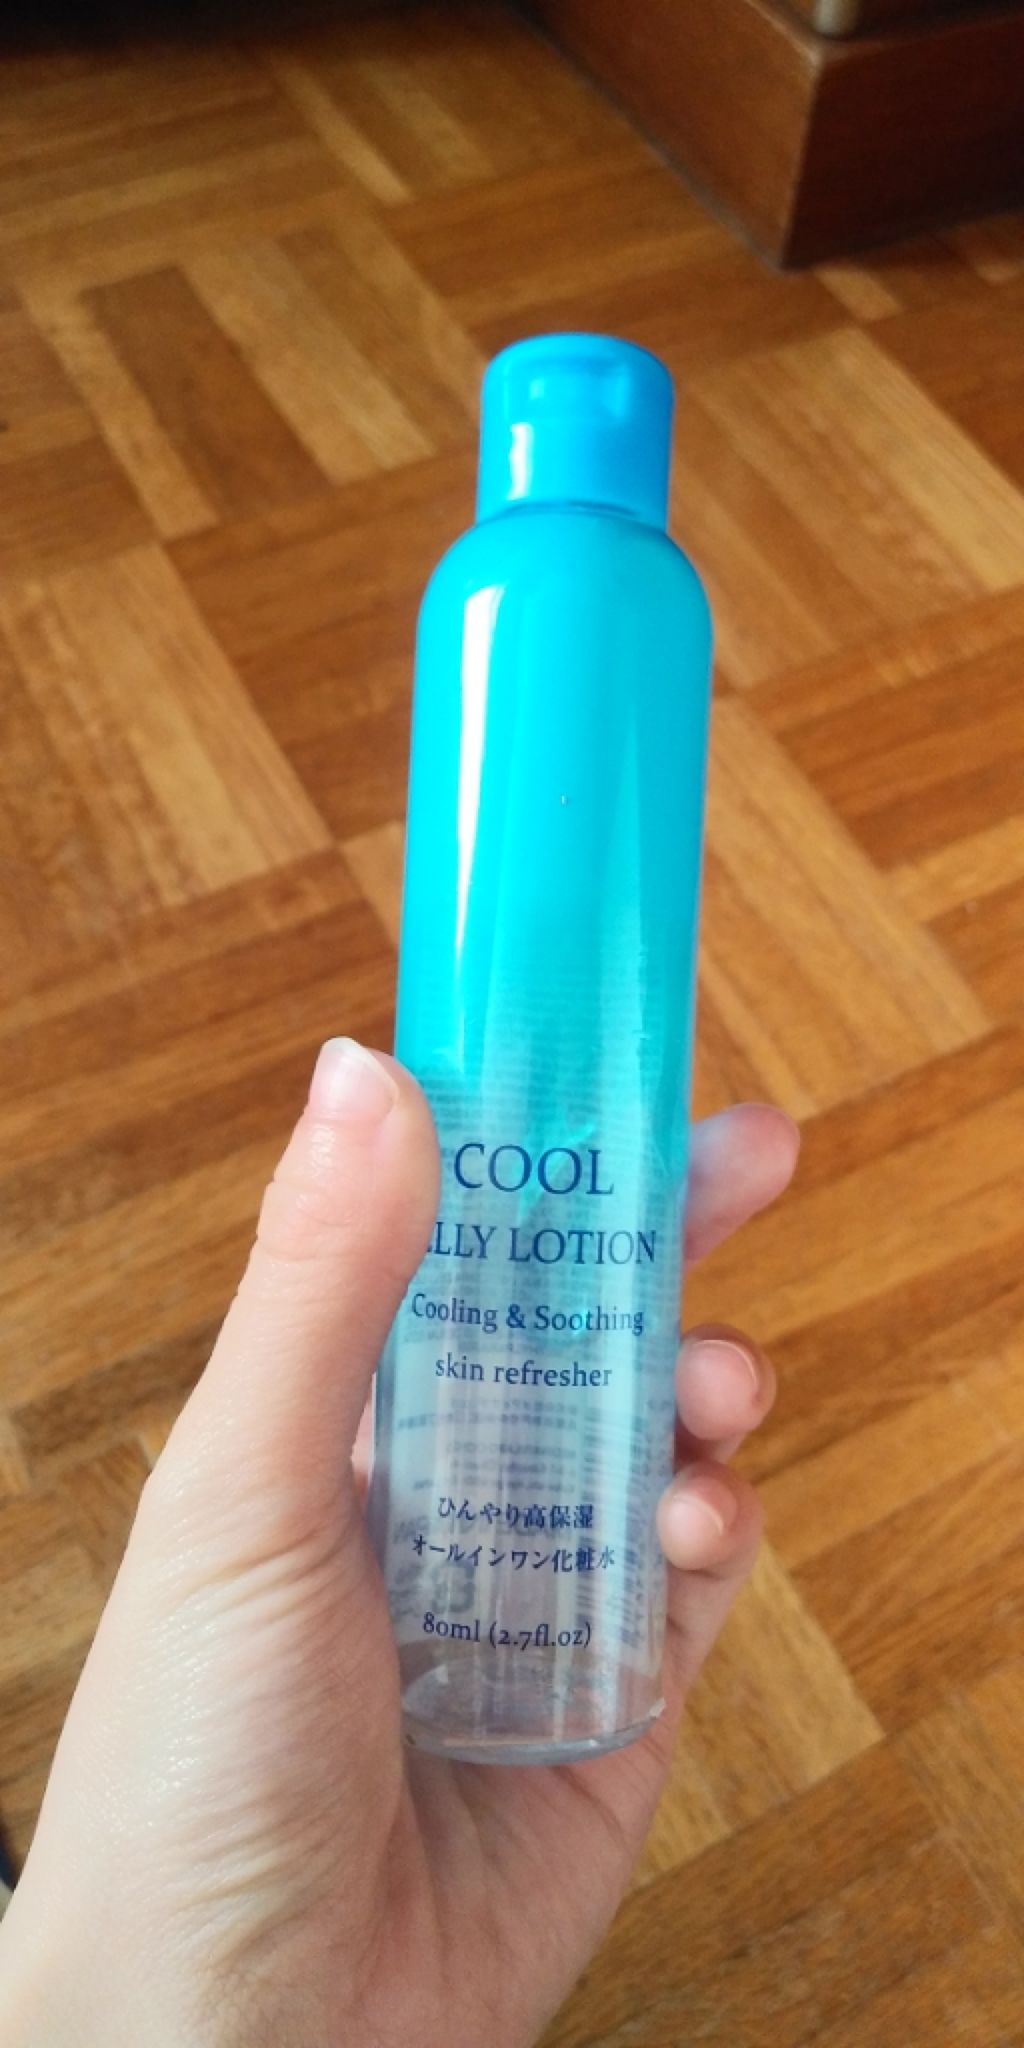 COOL
LLY LOTION
Cooling & Soothing
skin refresher
ひんやり高保湿
オールインワン化粧水
80ml (2.7fl.oz)